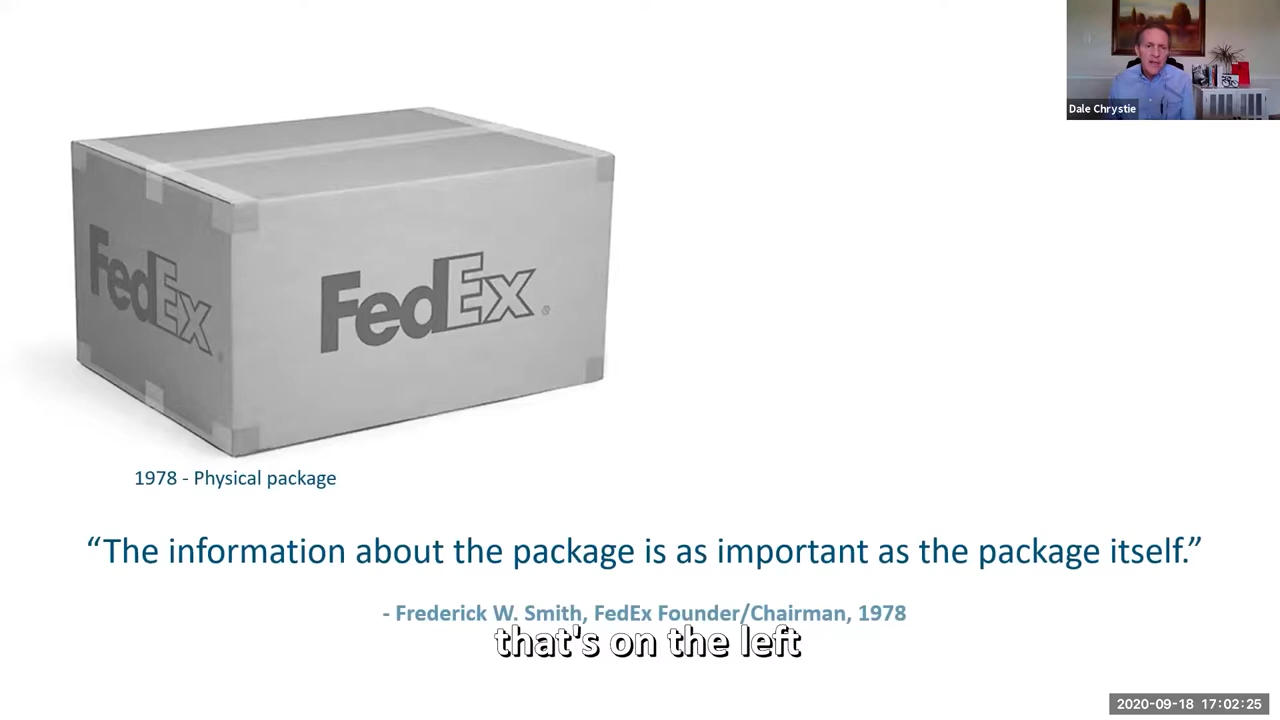 Dale Chrystie
FedEx
FedEx®
1978 - Physical package
“The information about the package is as important as the package itself.”
- Frederick W. Smith, FedEx Founder/Chairman, 1978
that's on the left
2020-09-18 17:02:25